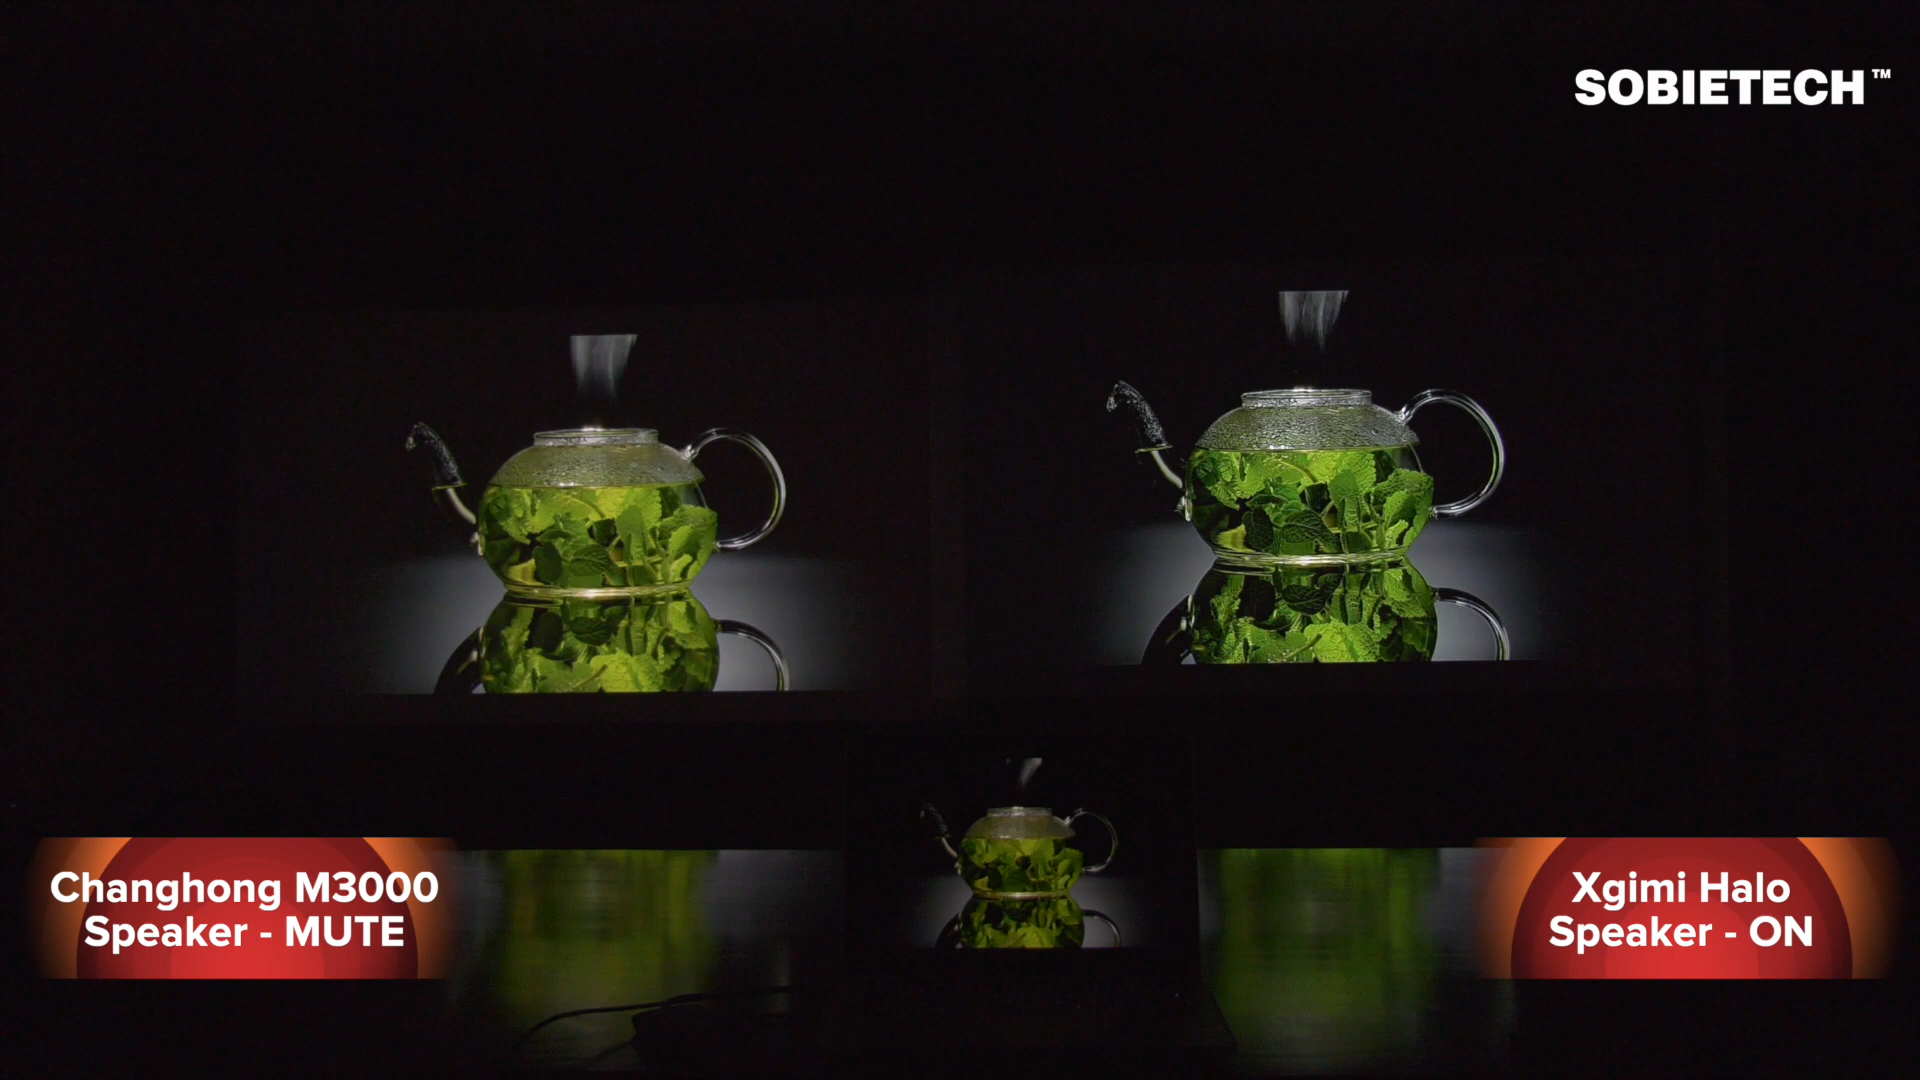 SOBIETECH™
Changhong M3000
Speaker - MUTE
Xgimi Halo
Speaker - ON